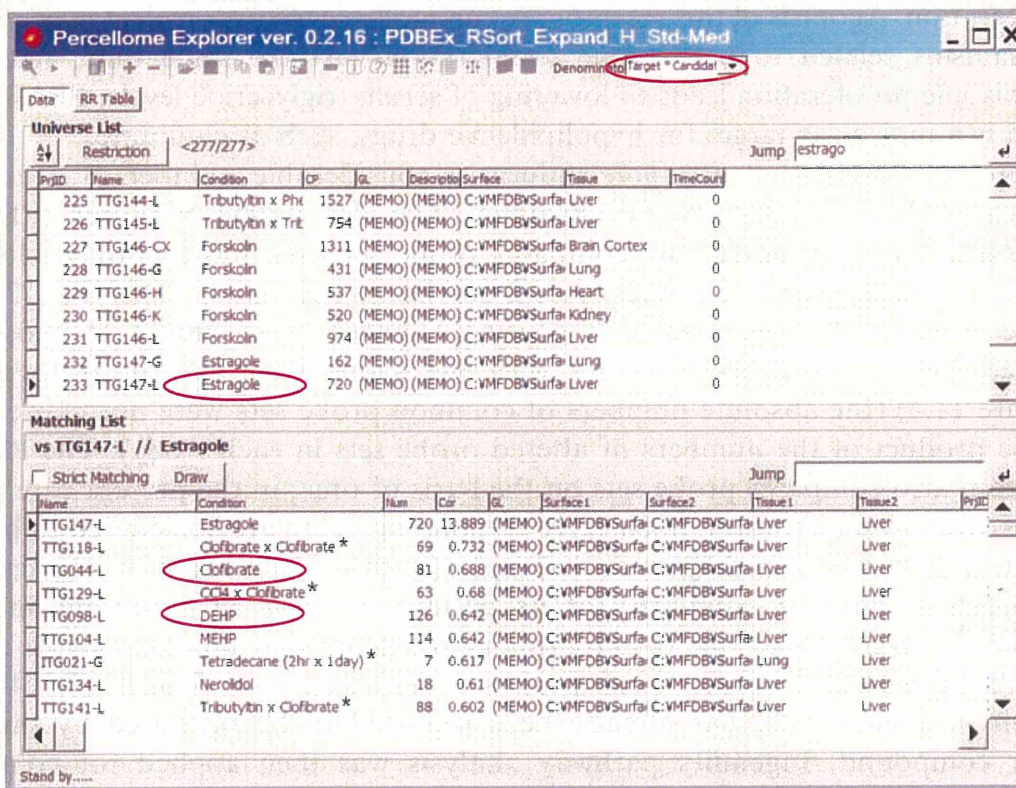 Percellome Explorer ver. 0.2.16 : PDBEx_RSort_Expand_H_Std-Med
Denominato Target * Candidat
Data RR Table
Universe List
Restriction <277/277> Jump estrago
PrjID Name Condition CP GL Descriptio Surface Tissue TimeCoun
225 TTG144-L Tributyltin x Phe 1527 (MEMO) (MEMO) C:¥MFDB¥Surfa Liver 0
226 TTG145-L Tributyltin x Trib 754 (MEMO) (MEMO) C:¥MFDB¥Surfa Liver 0
227 TTG146-CX Forskolin 1311 (MEMO) (MEMO) C:¥MFDB¥Surfa Brain Cortex 0
228 TTG146-G Forskolin 431 (MEMO) (MEMO) C:¥MFDB¥Surfa Lung 0
229 TTG146-H Forskolin 537 (MEMO) (MEMO) C:¥MFDB¥Surfa Heart 0
230 TTG146-K Forskolin 520 (MEMO) (MEMO) C:¥MFDB¥Surfa Kidney 0
231 TTG146-L Forskolin 974 (MEMO) (MEMO) C:¥MFDB¥Surfa Liver 0
232 TTG147-G Estragole 162 (MEMO) (MEMO) C:¥MFDB¥Surfa Lung 0
233 TTG147-L Estragole 720 (MEMO) (MEMO) C:¥MFDB¥Surfa Liver 0
Matching List
vs TTG147-L // Estragole
Strict Matching Draw Jump
Name Condition Num Cor GL Surface1 Surface2 Tissue1 Tissue2 PrjID
TTG147-L Estragole 720 13.889 (MEMO) C:¥MFDB¥Surfa C:¥MFDB¥Surfa Liver Liver
TTG118-L Clofibrate x Clofibrate * 69 0.732 (MEMO) C:¥MFDB¥Surfa C:¥MFDB¥Surfa Liver Liver
TTG044-L Clofibrate 81 0.688 (MEMO) C:¥MFDB¥Surfa C:¥MFDB¥Surfa Liver Liver
TTG129-L CCl4 x Clofibrate * 63 0.68 (MEMO) C:¥MFDB¥Surfa C:¥MFDB¥Surfa Liver Liver
TTG098-L DEHP 126 0.642 (MEMO) C:¥MFDB¥Surfa C:¥MFDB¥Surfa Liver Liver
TTG104-L MEHP 114 0.642 (MEMO) C:¥MFDB¥Surfa C:¥MFDB¥Surfa Liver Liver
ITG021-G Tetradecane (2hr x 1day) * 7 0.617 (MEMO) C:¥MFDB¥Surfa C:¥MFDB¥Surfa Lung Liver
TTG134-L Nerolidol 18 0.61 (MEMO) C:¥MFDB¥Surfa C:¥MFDB¥Surfa Liver Liver
TTG141-L Tributyltin x Clofibrate * 88 0.602 (MEMO) C:¥MFDB¥Surfa C:¥MFDB¥Surfa Liver Liver
Stand by......